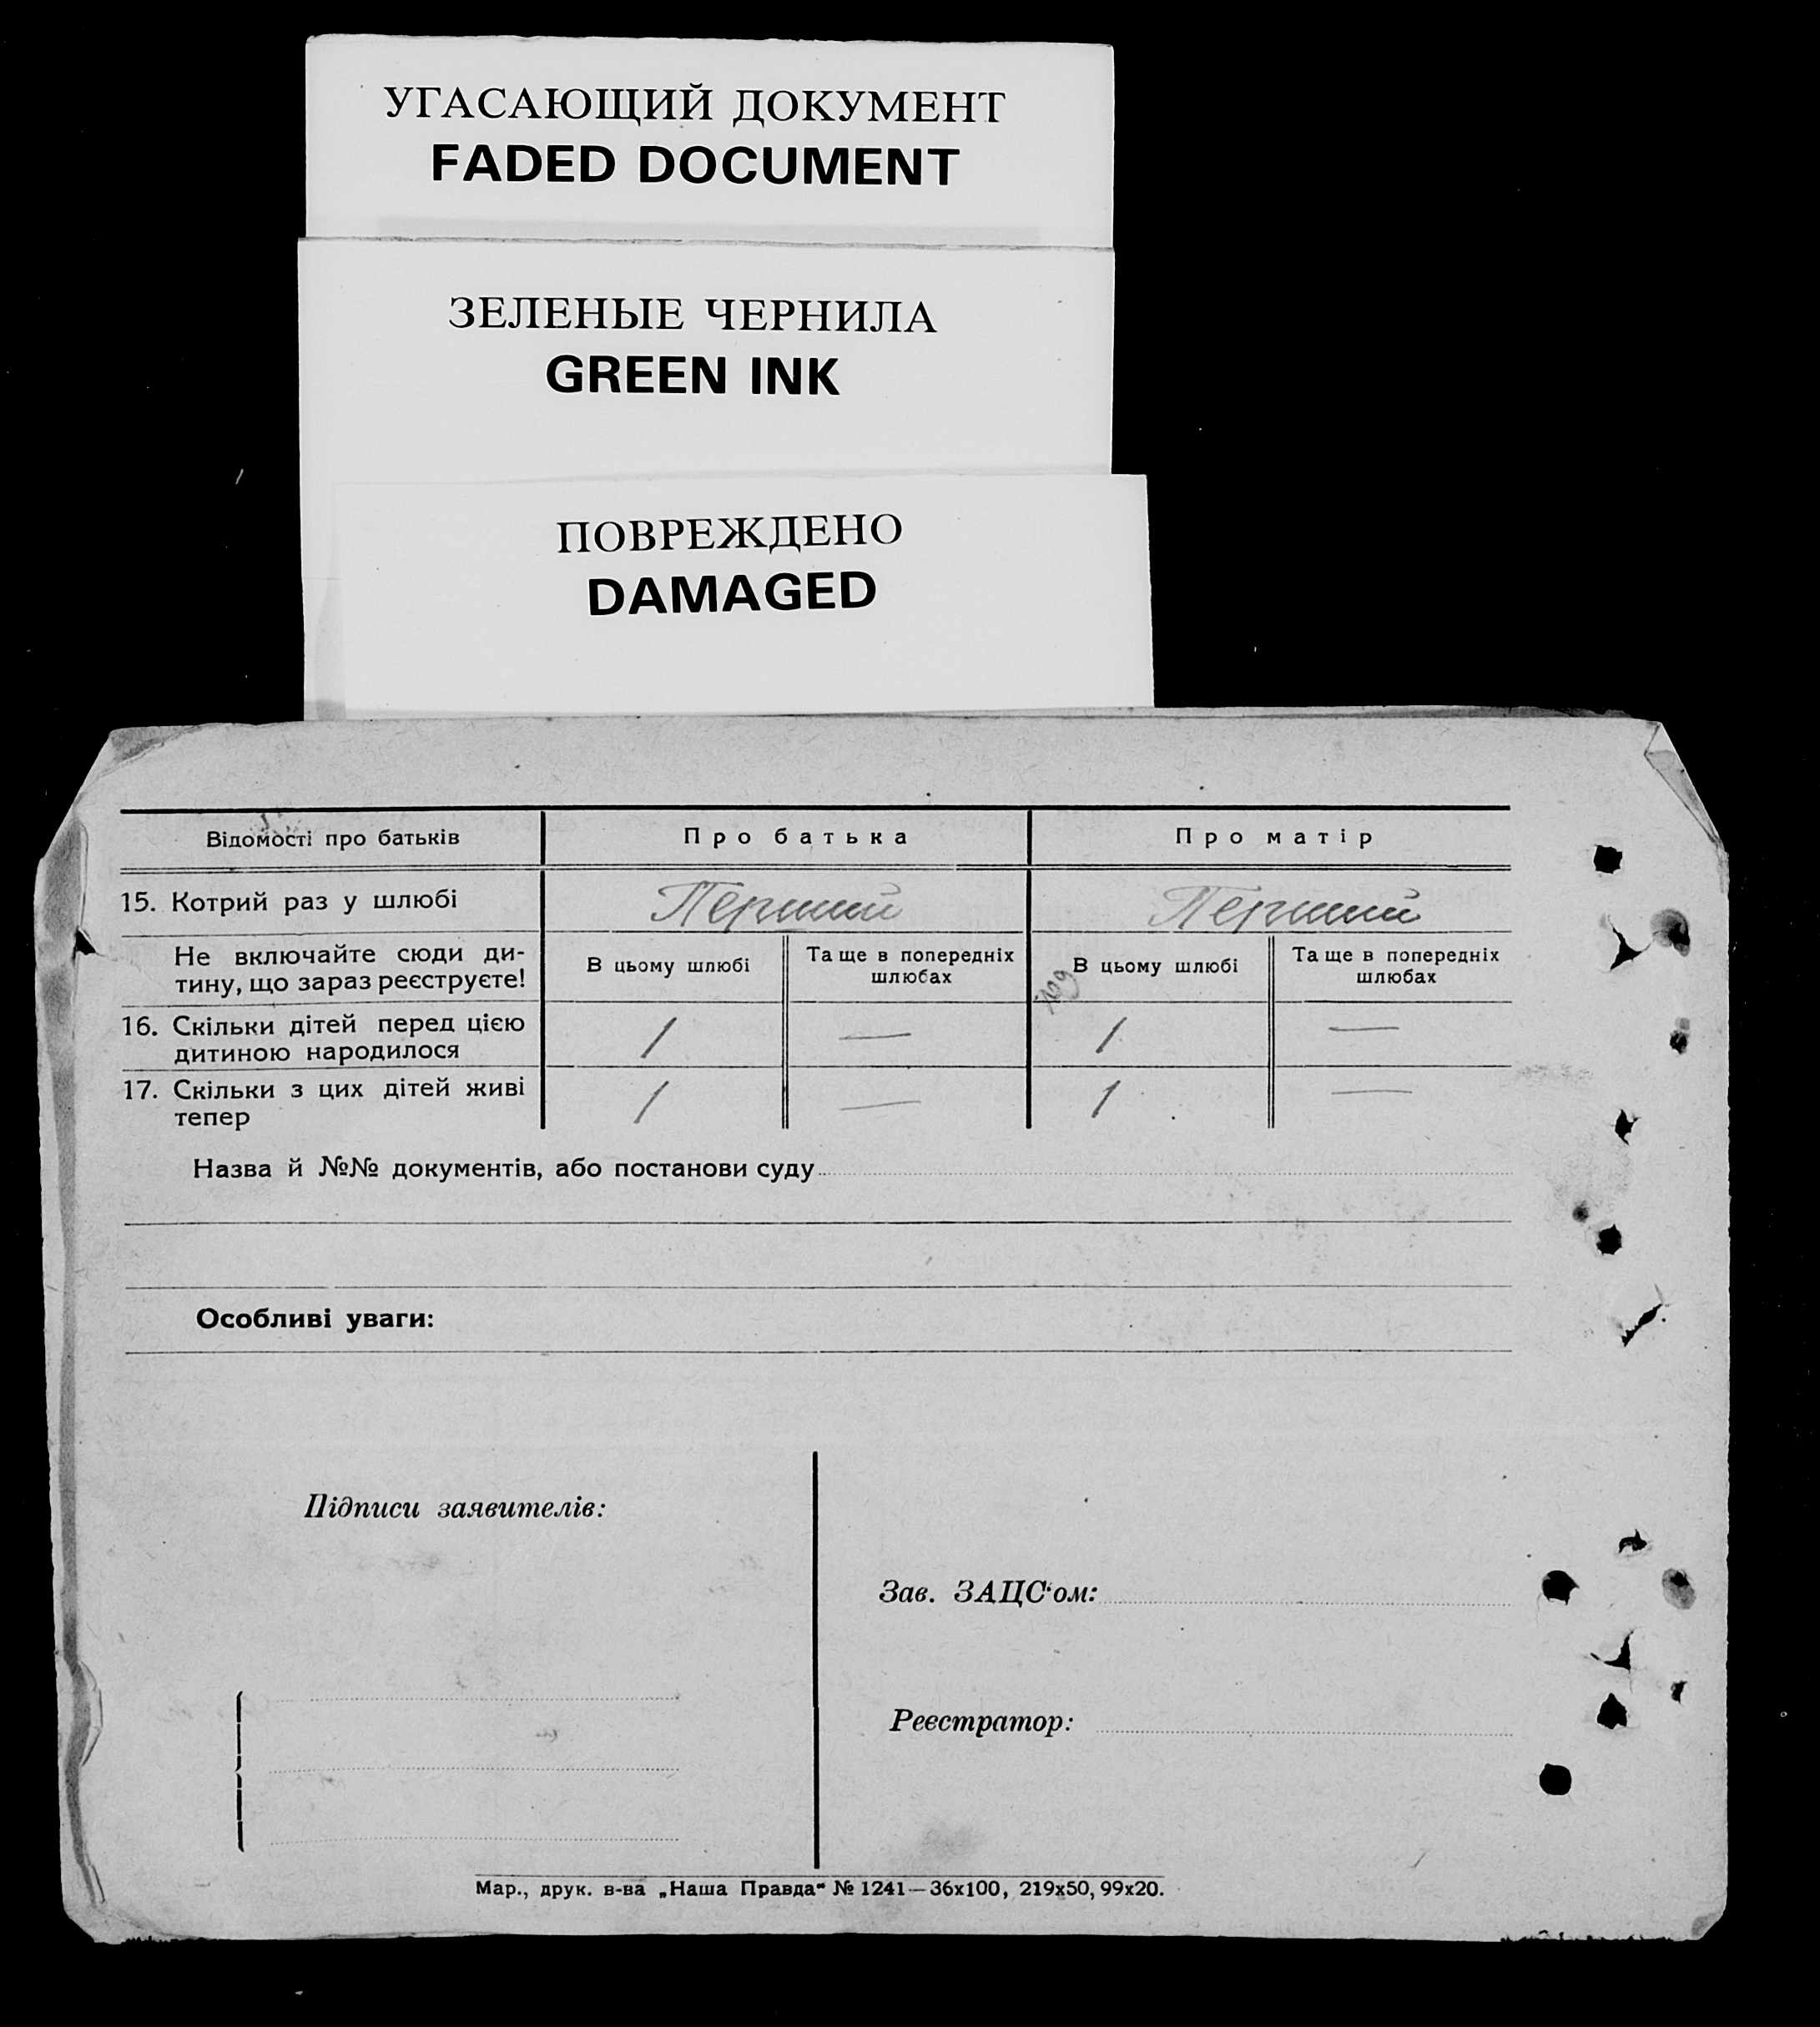 УГАСАЮЩИЙ ДОКУМЕНТ
FADED DOCUMENT
ЗЕЛЕНЫЕ ЧЕРНИЛА
GREEN INK
ПОВРЕЖДЕНО
DAMAGED
Відомості про батьків Про батька Про матір
15. Котрий раз у шлюбі Перший Перший
Не включайте сюди ди-
тину, що зараз реєструєте!
В цьому шлюбі
Та ще в попередніх
шлюбах
В цьому шлюбі
Та ще в попередніх
шлюбах
16. Скільки дітей перед цією
дитиною народилося
1 — 1 —
17. Скільки з цих дітей живі
тепер
1 — 1 —
Назва й №№ документів, або постанови суду
Особливі уваги:
Підписи заявителів:
Зав. ЗАЦС'ом:
Реєстратор:
Мар., друк. в-ва „Наша Правда" № 1241—36х100, 219х50, 99х20.